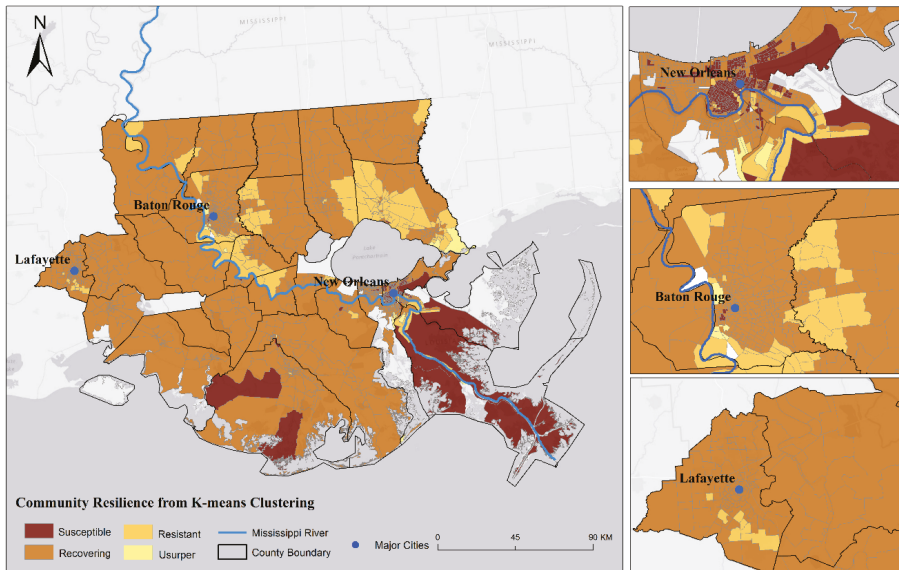 N
MISSISSIPPI
MISSISSIPPI
Baton Rouge
Lafayette
New Orleans
Community Resilience from K-means Clustering
Susceptible
Resistant
Mississippi River
Recovering
Usurper
County Boundary
Major Cities
0 45 90 KM
New Orleans
Baton Rouge
Lafayette